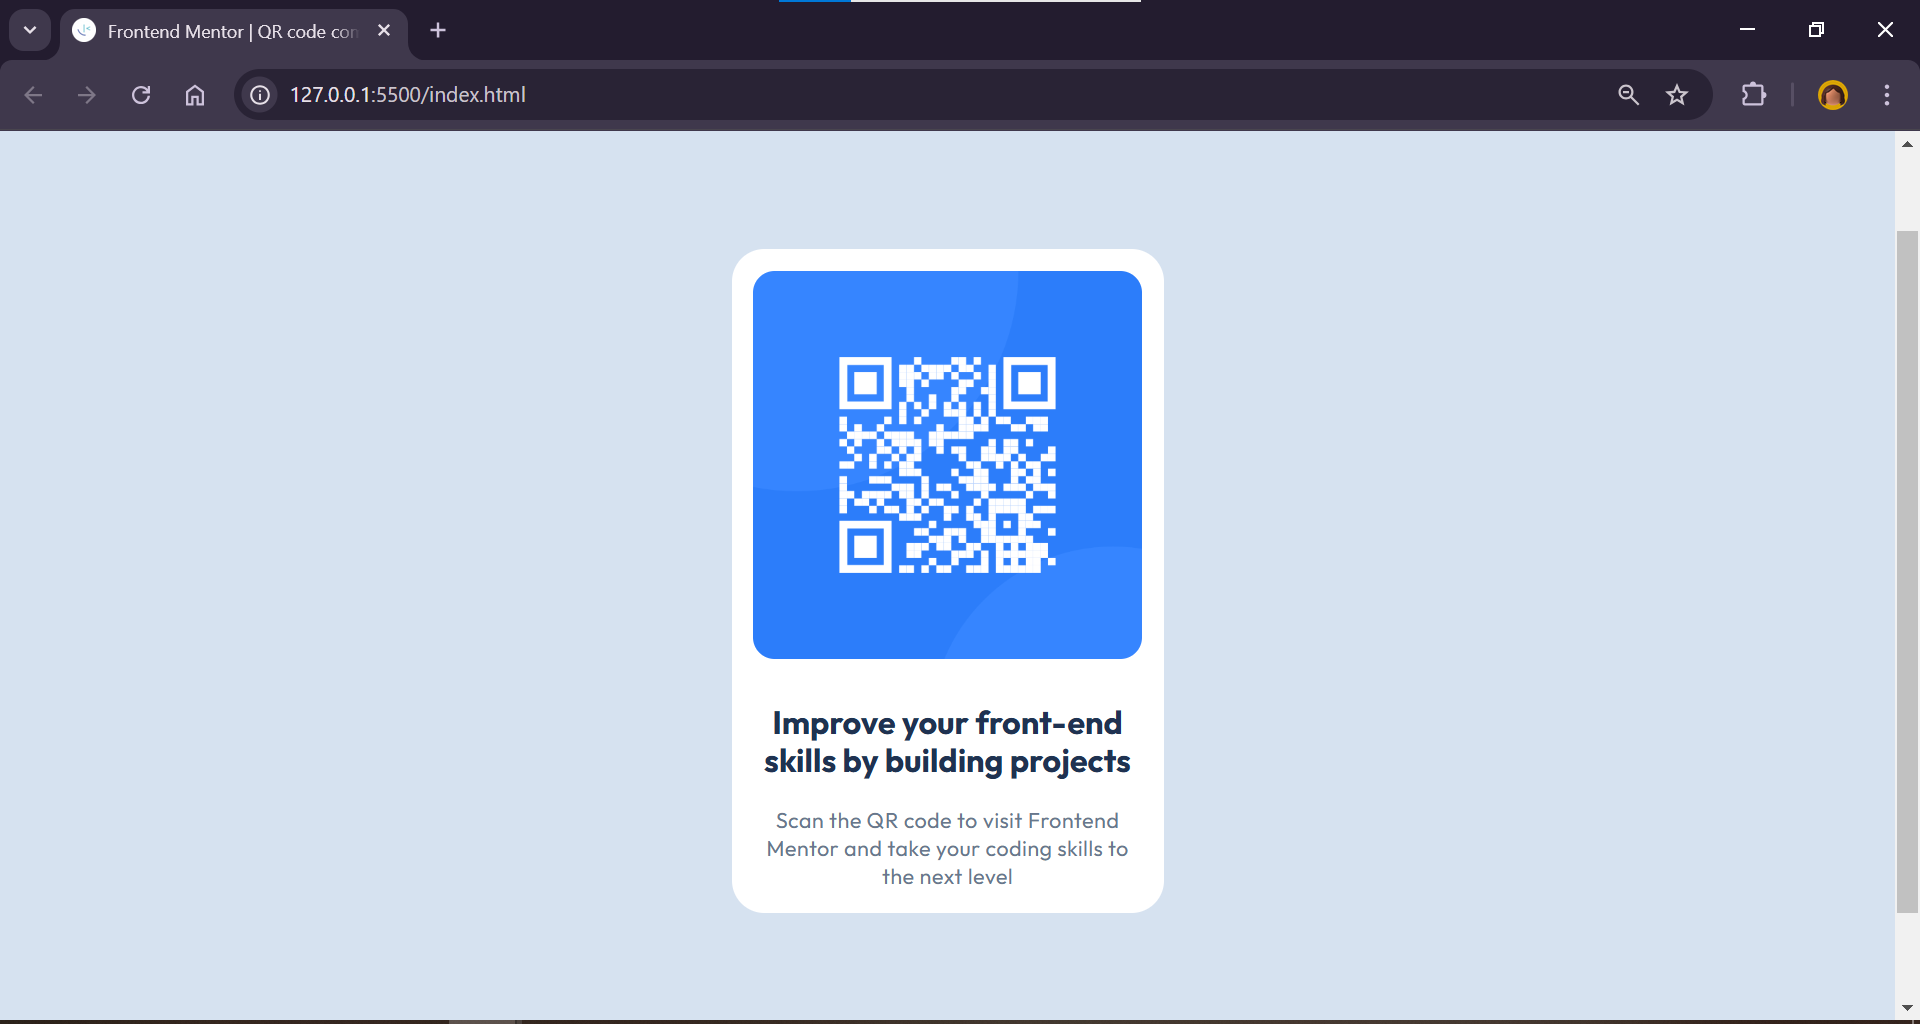 Frontend Mentor | QR code con
127.0.0.1:5500/index.html
Improve your front-end
skills by building projects
Scan the QR code to visit Frontend
Mentor and take your coding skills to
the next level